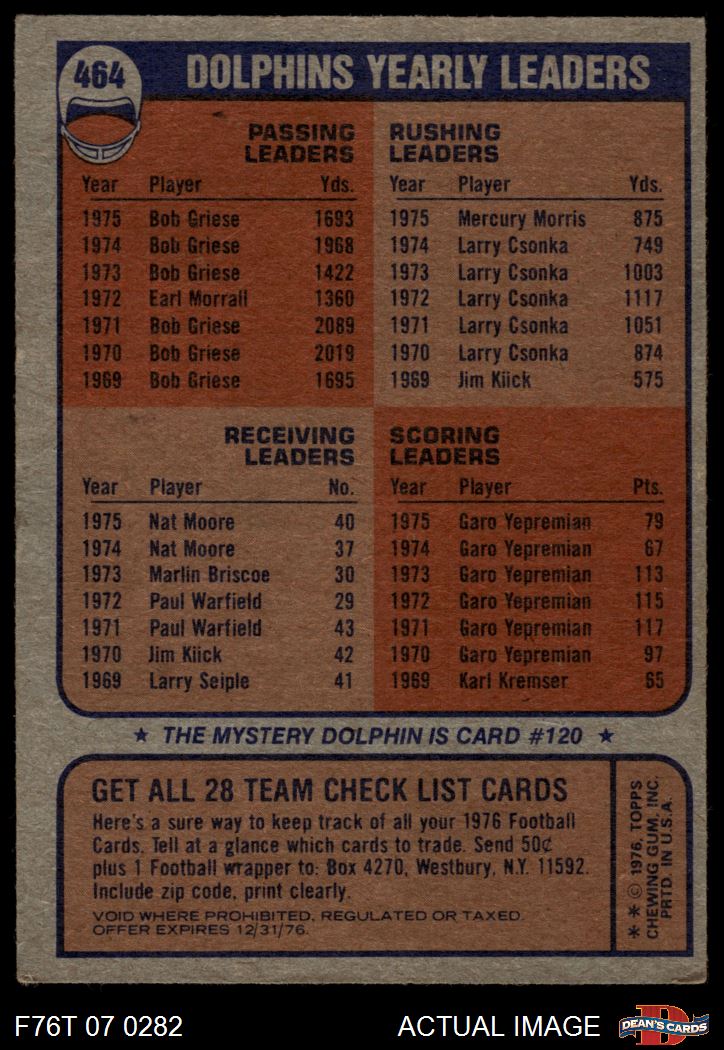 464
DOLPHINS YEARLY LEADERS
PASSING
LEADERS
Year Player Yds.
1975 Bob Griese 1693
1974 Bob Griese 1968
1973 Bob Griese 1422
1972 Earl Morrall 1360
1971 Bob Griese 2089
1970 Bob Griese 2019
1969 Bob Griese 1695
RUSHING
LEADERS
Year Player Yds.
1975 Mercury Morris 875
1974 Larry Csonka 749
1973 Larry Csonka 1003
1972 Larry Csonka 1117
1971 Larry Csonka 1051
1970 Larry Csonka 874
1969 Jim Kiick 575
RECEIVING
LEADERS
Year Player No.
1975 Nat Moore 40
1974 Nat Moore 37
1973 Marlin Briscoe 30
1972 Paul Warfield 29
1971 Paul Warfield 43
1970 Jim Kiick 42
1969 Larry Seiple 41
SCORING
LEADERS
Year Player Pts.
1975 Garo Yepremian 79
1974 Garo Yepremian 67
1973 Garo Yepremian 113
1972 Garo Yepremian 115
1971 Garo Yepremian 117
1970 Garo Yepremian 97
1969 Karl Kremser 65
★ THE MYSTERY DOLPHIN IS CARD #120 ★
GET ALL 28 TEAM CHECK LIST CARDS
Here's a sure way to keep track of all your 1976 Football
Cards. Tell at a glance which cards to trade. Send 50¢
plus 1 Football wrapper to: Box 4270, Westbury, N.Y. 11592.
Include zip code, print clearly.
VOID WHERE PROHIBITED, REGULATED OR TAXED.
OFFER EXPIRES 12/31/76.
* * © 1976, TOPPS
CHEWING GUM, INC.
PRTD. IN U.S.A.
F76T 07 0282
ACTUAL IMAGE
D
DEAN'S CARDS